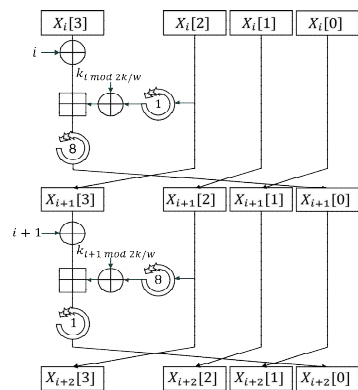 X_i[3] X_i[2] X_i[1] X_i[0]
i
k_{i mod 2k/w}
1
8
X_{i+1}[3] X_{i+1}[2] X_{i+1}[1] X_{i+1}[0]
i + 1
k_{i+1 mod 2k/w}
8
1
X_{i+2}[3] X_{i+2}[2] X_{i+2}[1] X_{i+2}[0]